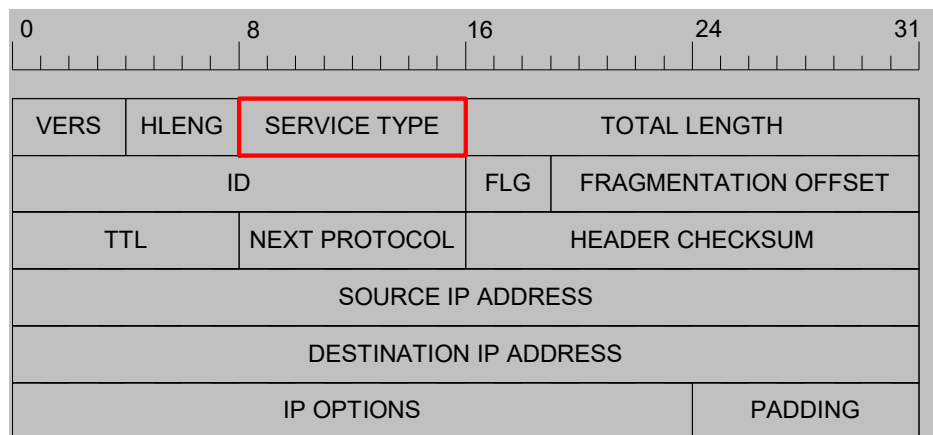 0 8 16 24 31
VERS HLENG SERVICE TYPE TOTAL LENGTH
ID FLG FRAGMENTATION OFFSET
TTL NEXT PROTOCOL HEADER CHECKSUM
SOURCE IP ADDRESS
DESTINATION IP ADDRESS
IP OPTIONS PADDING